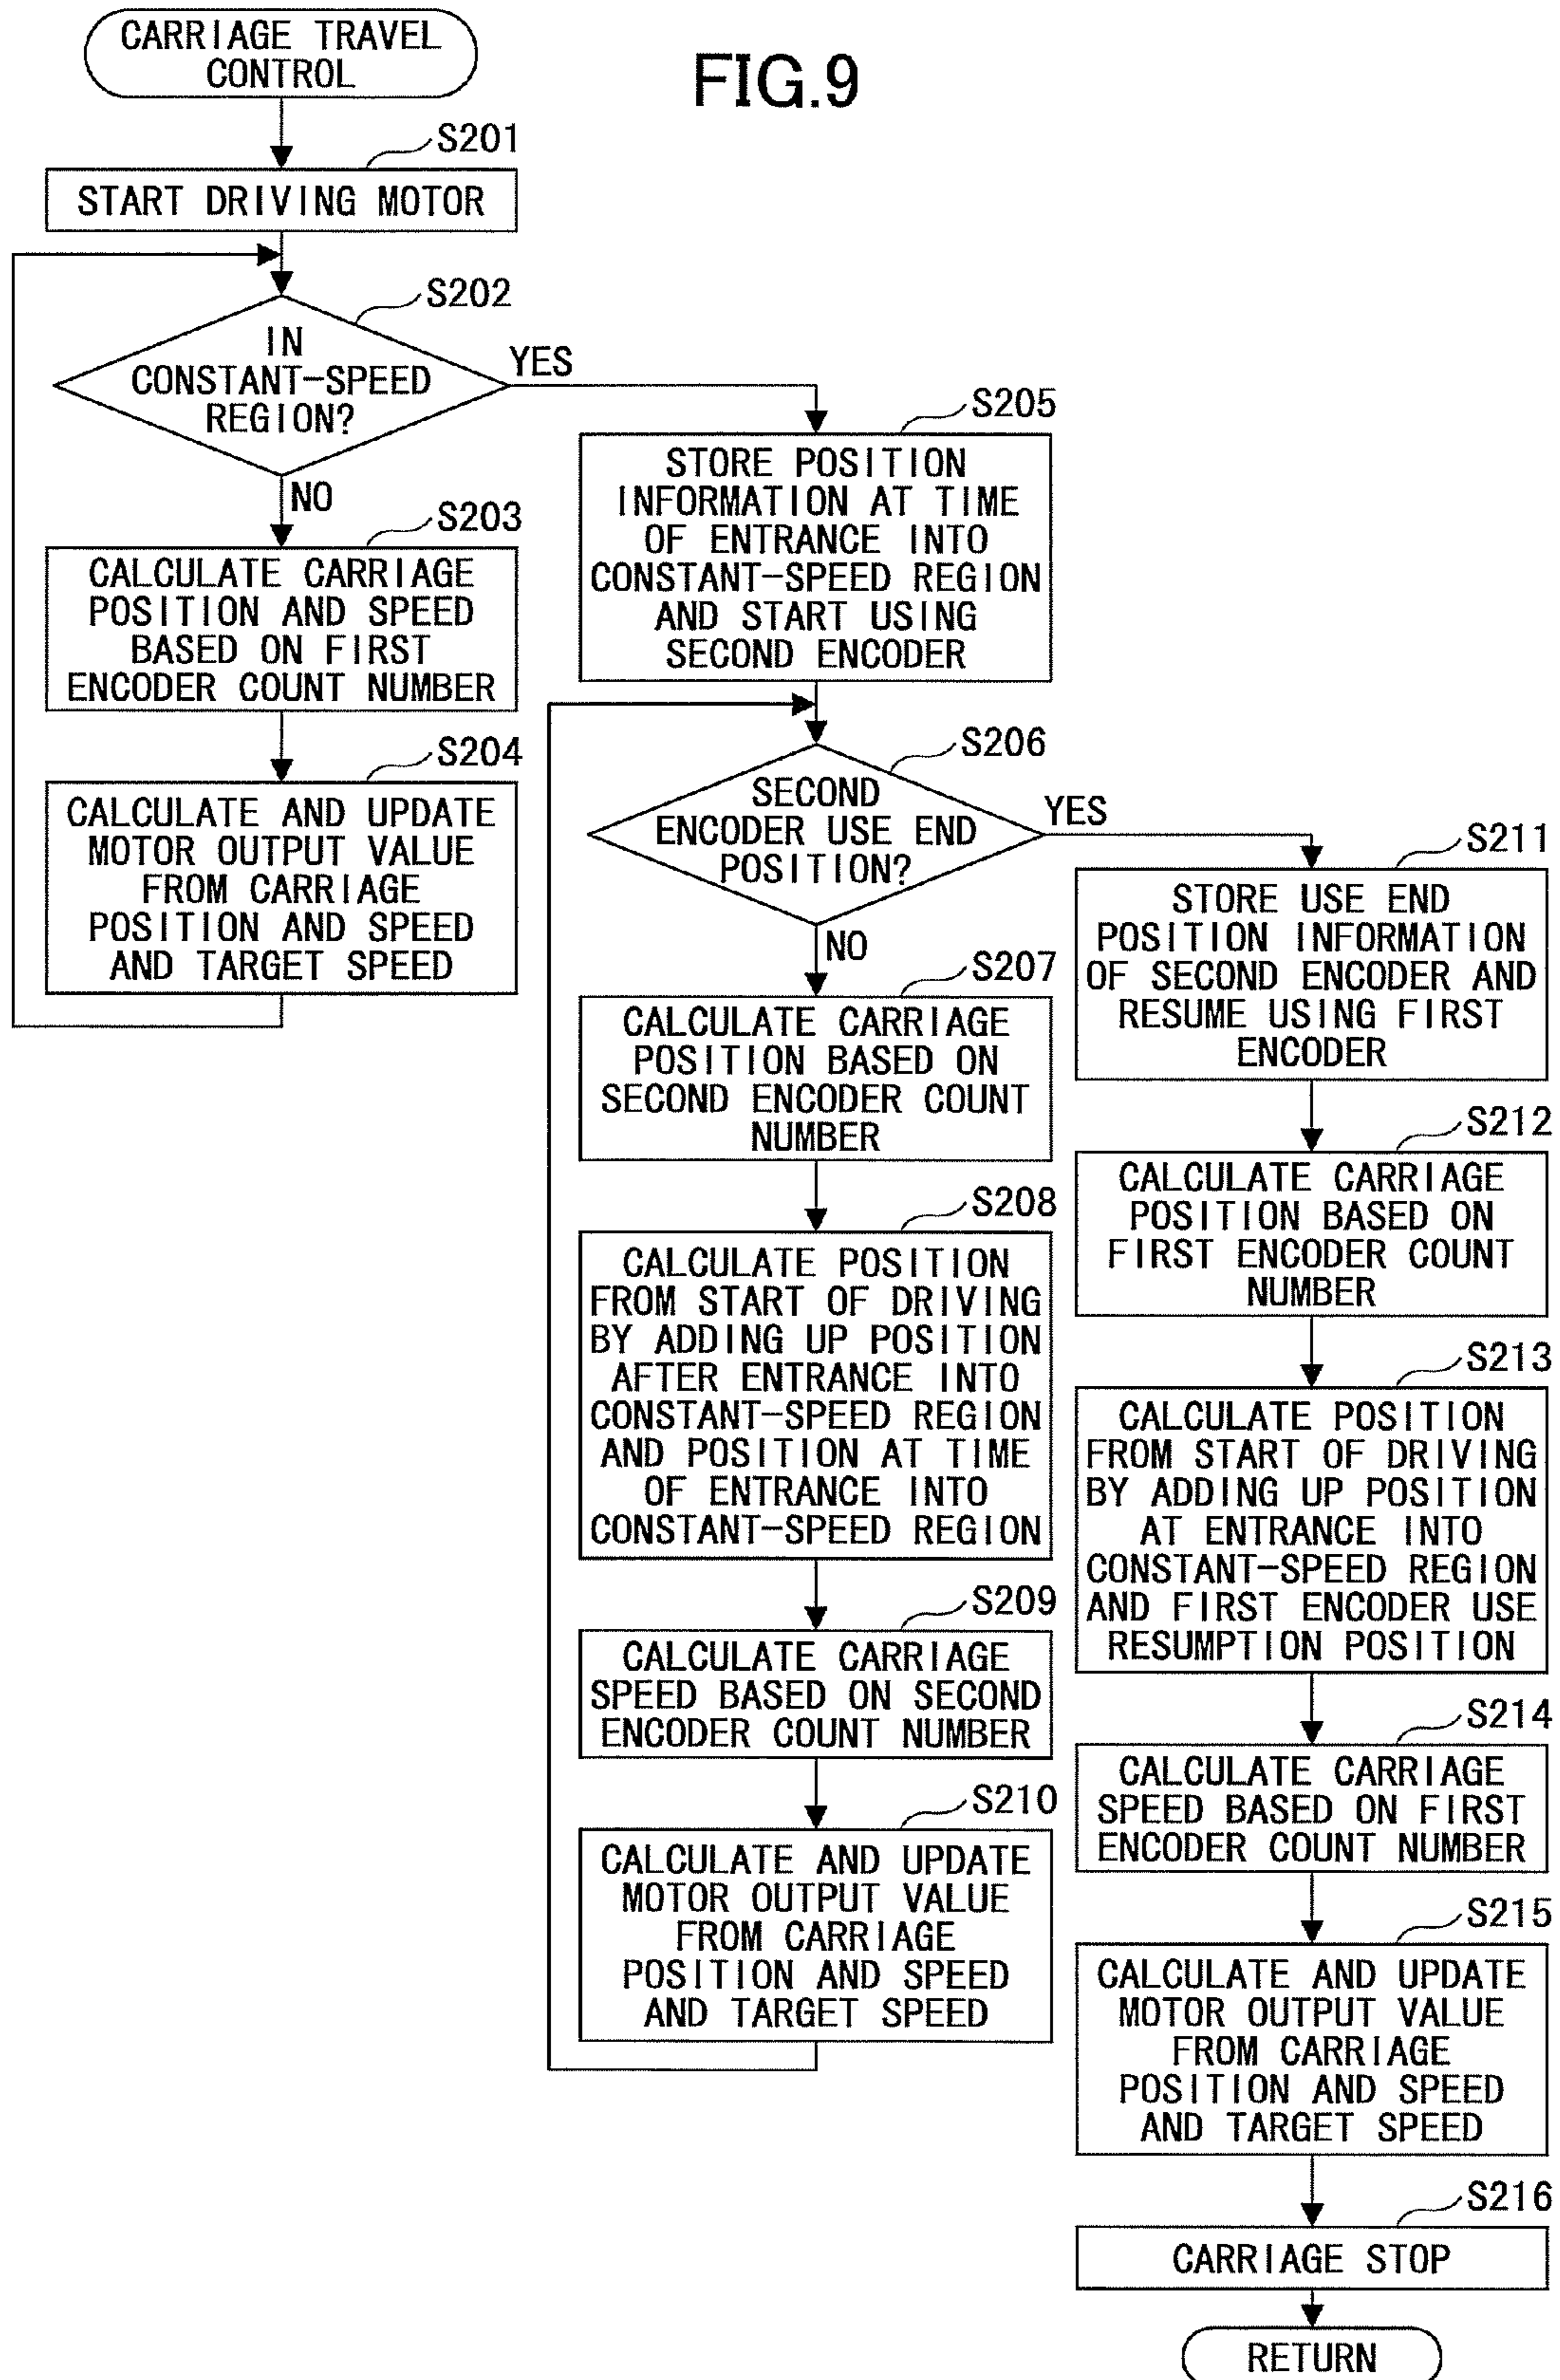 FIG.9
CARRIAGE TRAVEL
CONTROL
S201
START DRIVING MOTOR
S202
IN
CONSTANT-SPEED
REGION?
YES
NO
S203
CALCULATE CARRIAGE
POSITION AND SPEED
BASED ON FIRST
ENCODER COUNT NUMBER
S204
CALCULATE AND UPDATE
MOTOR OUTPUT VALUE
FROM CARRIAGE
POSITION AND SPEED
AND TARGET SPEED
S205
STORE POSITION
INFORMATION AT TIME
OF ENTRANCE INTO
CONSTANT-SPEED REGION
AND START USING
SECOND ENCODER
S206
SECOND
ENCODER USE END
POSITION?
YES
NO
S207
CALCULATE CARRIAGE
POSITION BASED ON
SECOND ENCODER COUNT
NUMBER
S208
CALCULATE POSITION
FROM START OF DRIVING
BY ADDING UP POSITION
AFTER ENTRANCE INTO
CONSTANT-SPEED REGION
AND POSITION AT TIME
OF ENTRANCE INTO
CONSTANT-SPEED REGION
S209
CALCULATE CARRIAGE
SPEED BASED ON SECOND
ENCODER COUNT NUMBER
S210
CALCULATE AND UPDATE
MOTOR OUTPUT VALUE
FROM CARRIAGE
POSITION AND SPEED
AND TARGET SPEED
S211
STORE USE END
POSITION INFORMATION
OF SECOND ENCODER AND
RESUME USING FIRST
ENCODER
S212
CALCULATE CARRIAGE
POSITION BASED ON
FIRST ENCODER COUNT
NUMBER
S213
CALCULATE POSITION
FROM START OF DRIVING
BY ADDING UP POSITION
AT ENTRANCE INTO
CONSTANT-SPEED REGION
AND FIRST ENCODER USE
RESUMPTION POSITION
S214
CALCULATE CARRIAGE
SPEED BASED ON FIRST
ENCODER COUNT NUMBER
S215
CALCULATE AND UPDATE
MOTOR OUTPUT VALUE
FROM CARRIAGE
POSITION AND SPEED
AND TARGET SPEED
S216
CARRIAGE STOP
RETURN